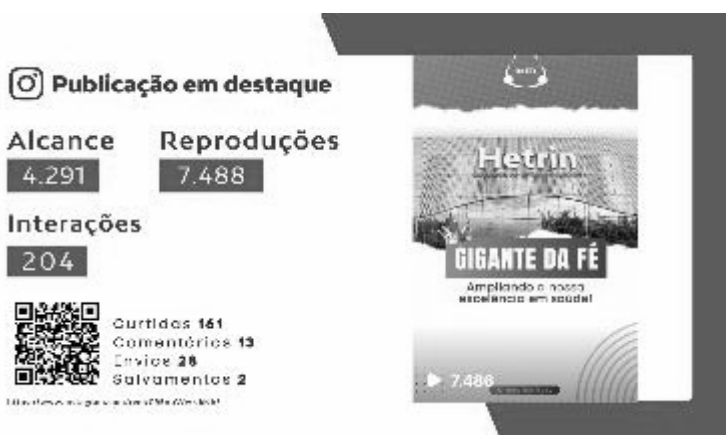 Publicação em destaque
Alcance
Reproduções
4.291
7.488
Interações
204
Curtidas 161
Comentários 13
Envios 28
Salvamentos 2
Hetrin
GIGANTE DA FÉ
Ampliando a nossa
excelência em saúde!
7.486